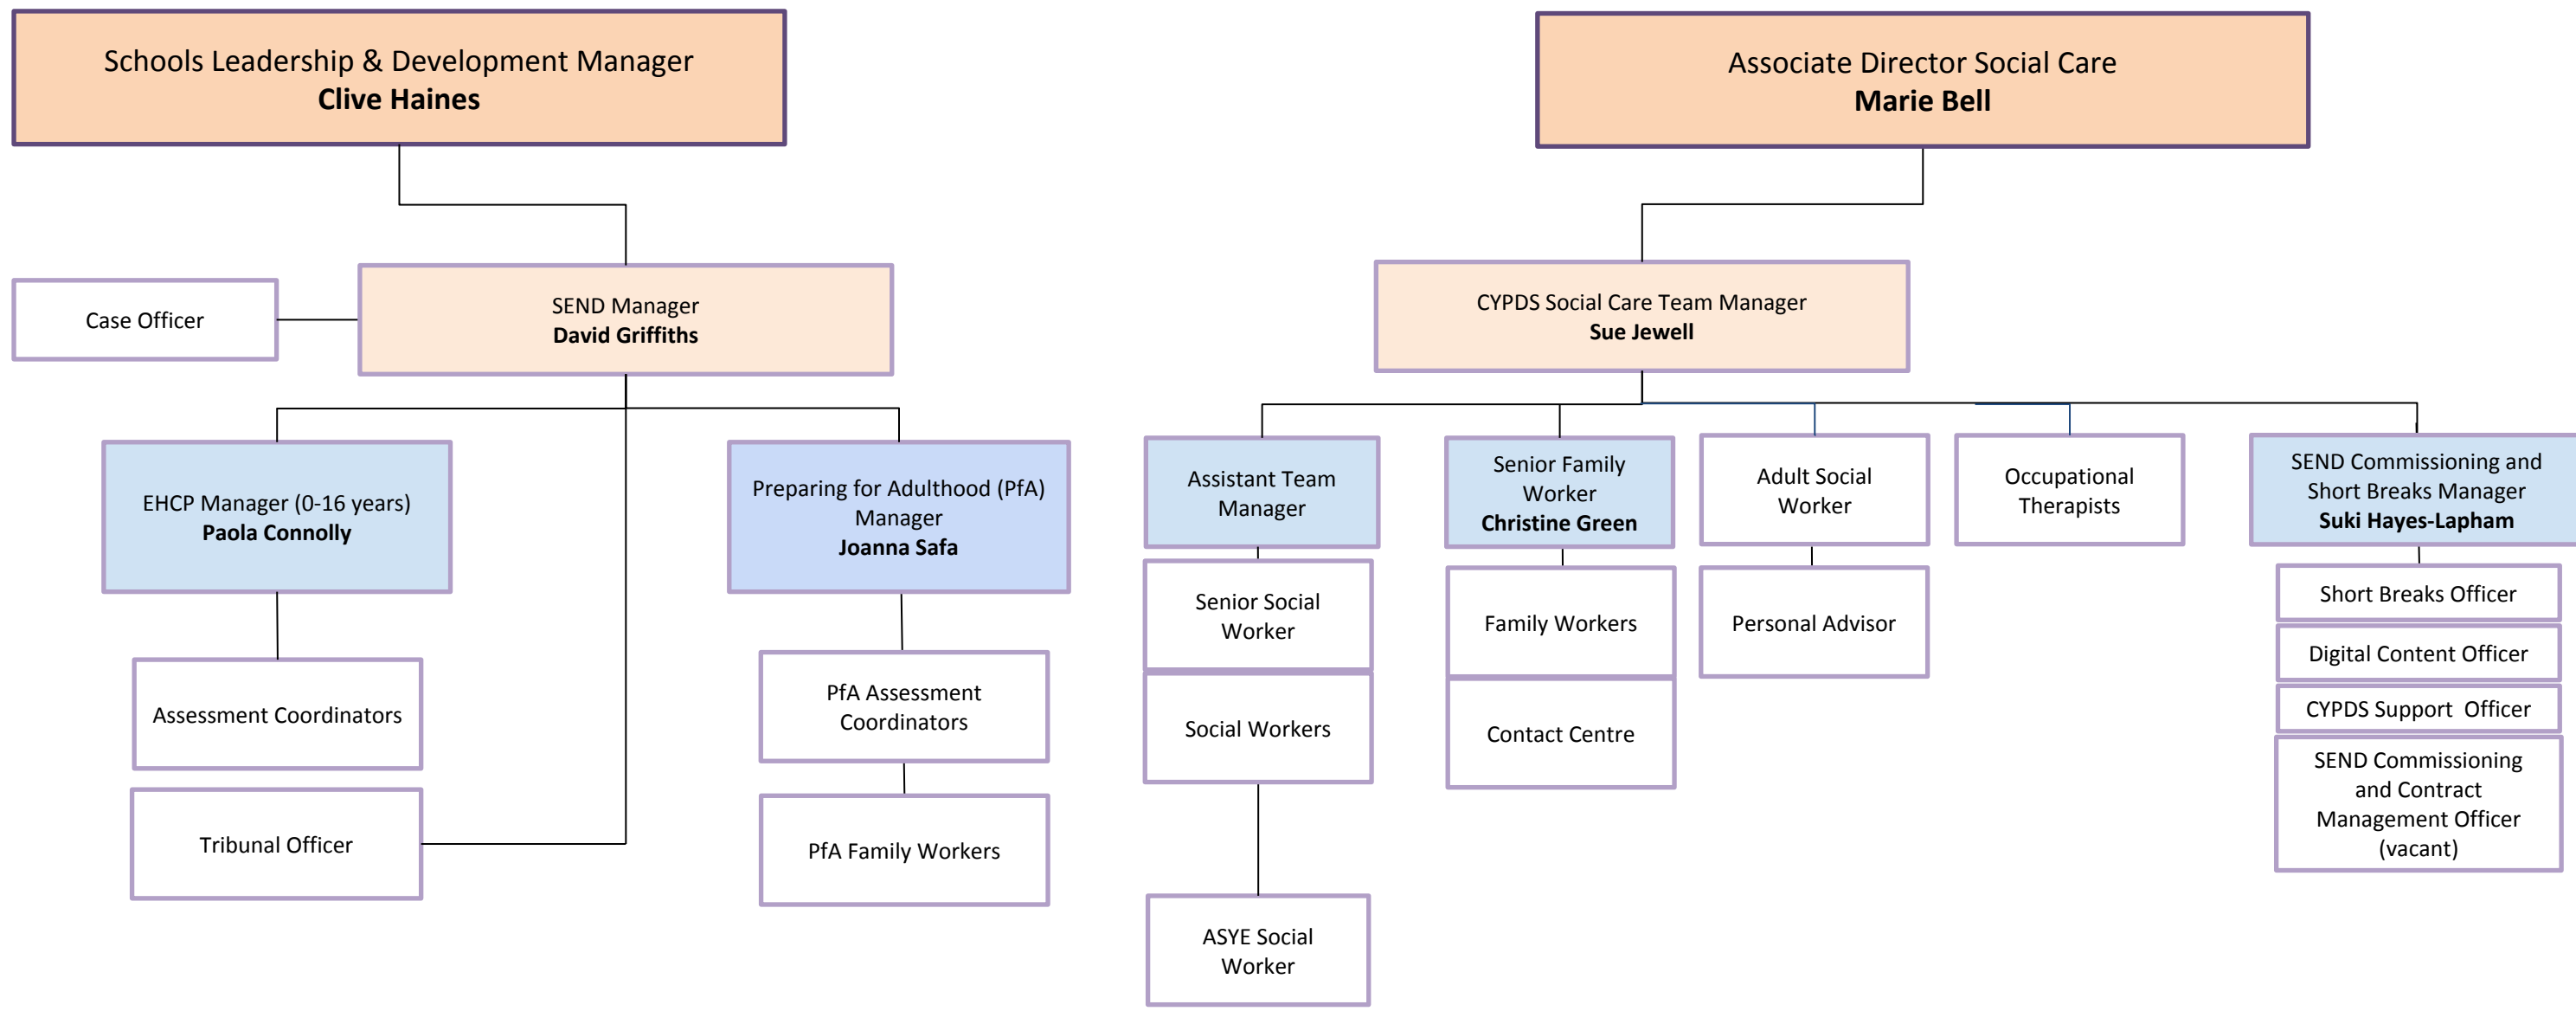 Schools Leadership & Development Manager
Clive Haines
Associate Director Social Care
Marie Bell
Case Officer
SEND Manager
David Griffiths
CYPDS Social Care Team Manager
Sue Jewell
EHCP Manager (0-16 years)
Paola Connolly
Preparing for Adulthood (PfA)
Manager
Joanna Safa
Assistant Team
Manager
Senior Family
Worker
Christine Green
Adult Social
Worker
Occupational
Therapists
SEND Commissioning and
Short Breaks Manager
Suki Hayes-Lapham
Assessment Coordinators
Tribunal Officer
PfA Assessment
Coordinators
PfA Family Workers
Senior Social
Worker
Social Workers
ASYE Social
Worker
Family Workers
Contact Centre
Personal Advisor
Short Breaks Officer
Digital Content Officer
CYPDS Support  Officer
SEND Commissioning
and Contract
Management Officer
(vacant)